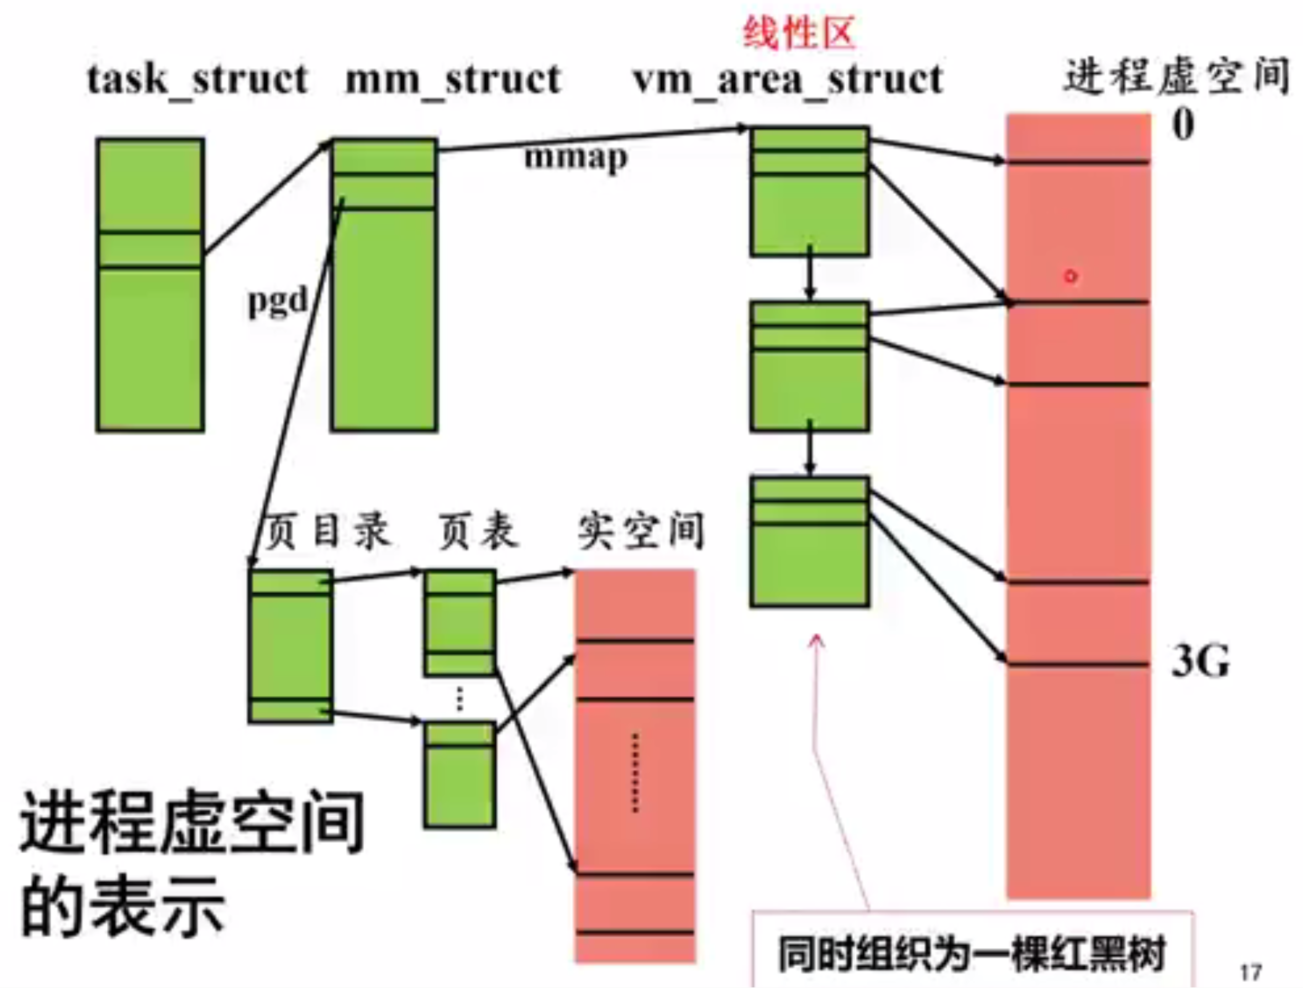 线性区
task_struct mm_struct vm_area_struct 进程虚空间
0
mmap
pgd
页目录 页表 实空间
3G
进程虚空间
的表示
同时组织为一棵红黑树
17